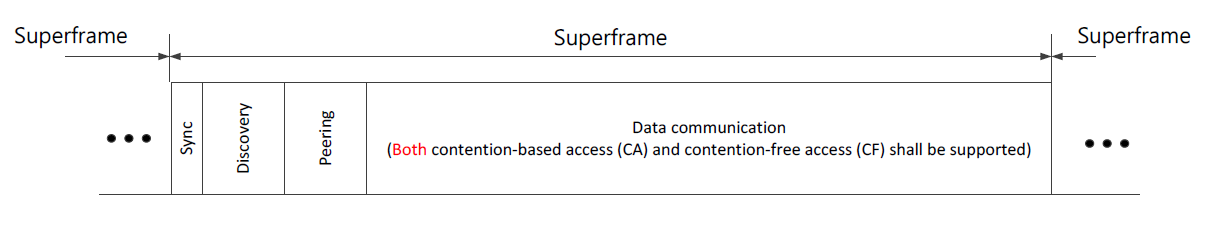 Superframe
Superframe
Superframe
Sync
Discovery
Peering
Data communication
(Both contention-based access (CA) and contention-free access (CF) shall be supported)